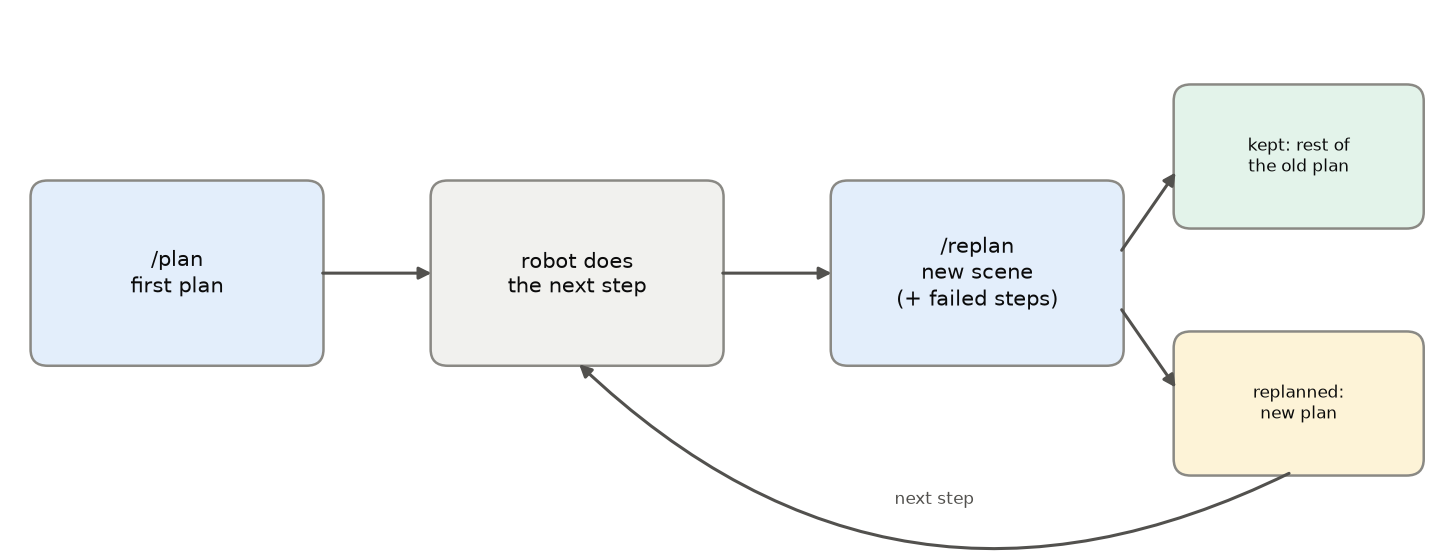 /plan
first plan
robot does
the next step
/replan
new scene
(+ failed steps)
kept: rest of
the old plan
replanned:
new plan
next step